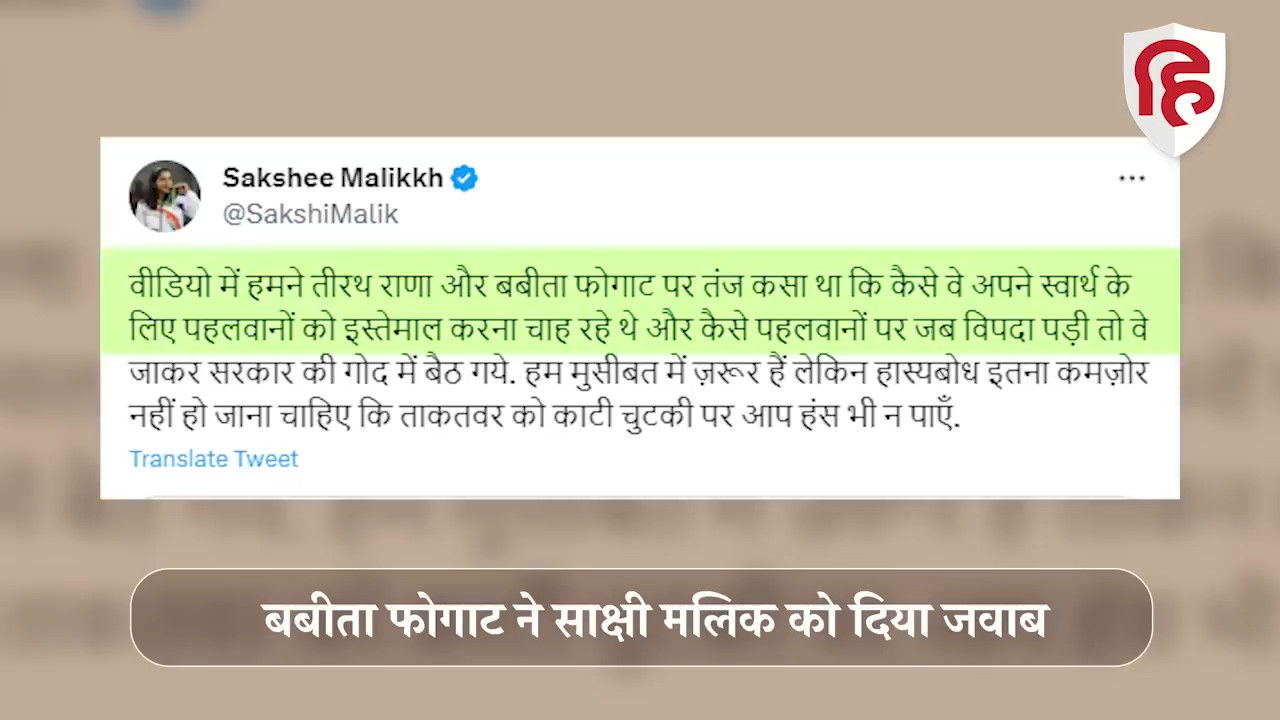 हि
Sakshee Malikkh
@SakshiMalik
वीडियो में हमने तीरथ राणा और बबीता फोगाट पर तंज कसा था कि कैसे वे अपने स्वार्थ के
लिए पहलवानों को इस्तेमाल करना चाह रहे थे और कैसे पहलवानों पर जब विपदा पड़ी तो वे
जाकर सरकार की गोद में बैठ गये. हम मुसीबत में ज़रूर हैं लेकिन हास्यबोध इतना कमज़ोर
नहीं हो जाना चाहिए कि ताकतवर को काटी चुटकी पर आप हंस भी न पाएँ.
Translate Tweet
बबीता फोगाट ने साक्षी मलिक को दिया जवाब